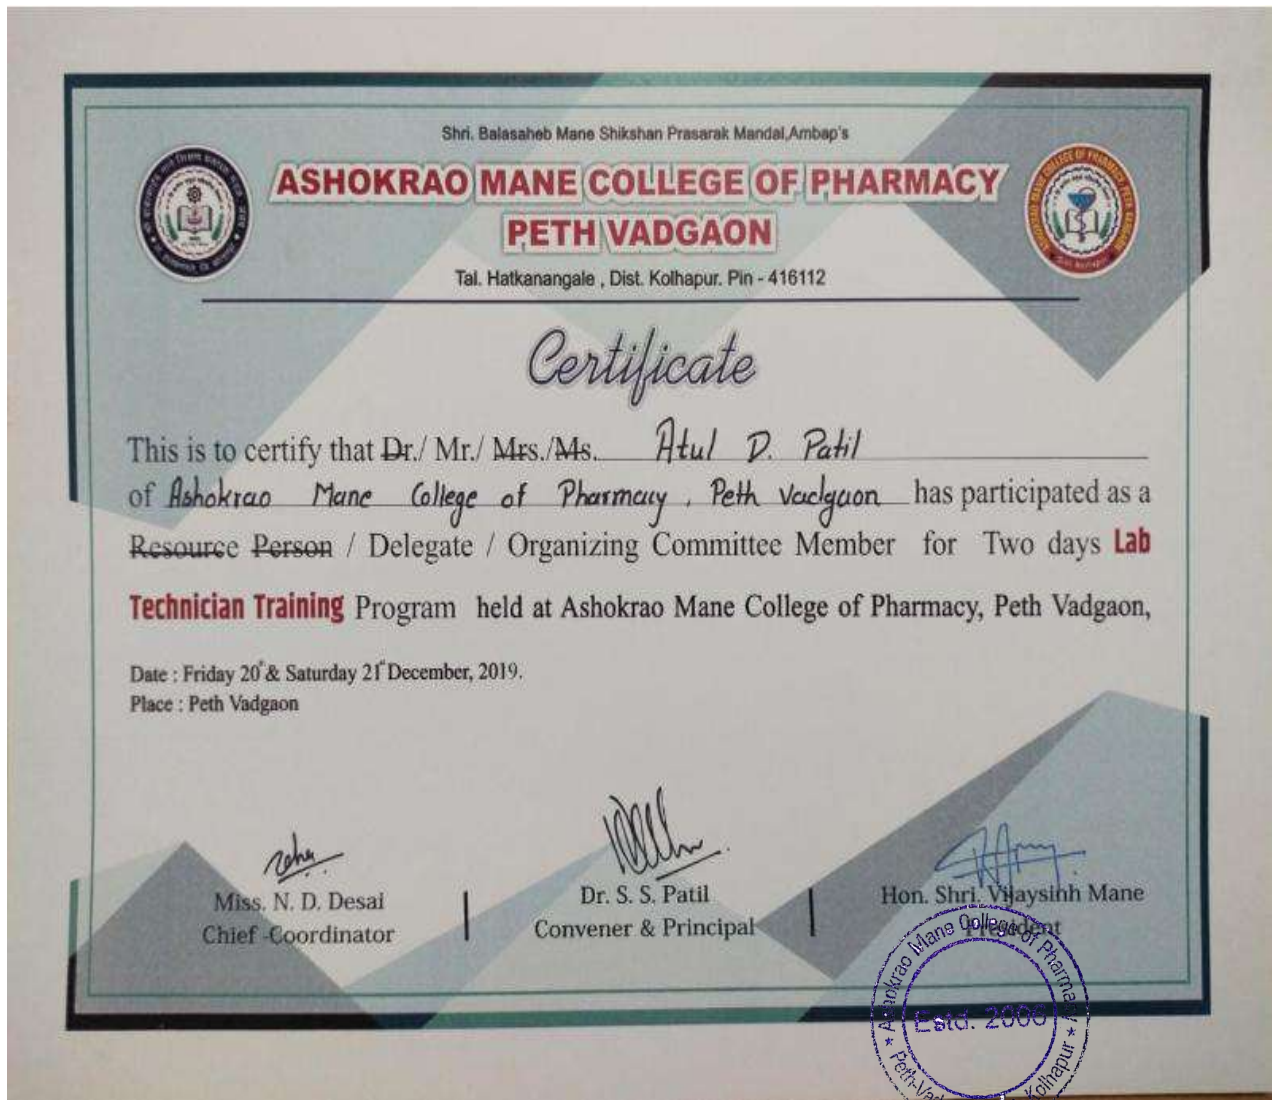 Shri. Balasaheb Mane Shikshan Prasarak Mandal,Ambap's
ASHOKRAO MANE COLLEGE OF PHARMACY
PETH VADGAON
Tal. Hatkanangale , Dist. Kolhapur. Pin - 416112
Certificate
This is to certify that Dr./ Mr./ Mrs./Ms. Atul D. Patil
of Ashokrao Mane College of Pharmacy, Peth Vadgaon has participated as a
Resource Person / Delegate / Organizing Committee Member for Two days Lab
Technician Training Program held at Ashokrao Mane College of Pharmacy, Peth Vadgaon,
Date : Friday 20 & Saturday 21 December, 2019.
Place : Peth Vadgaon
Miss. N. D. Desai
Chief -Coordinator
Dr. S. S. Patil
Convener & Principal
Hon. Shri. Vijaysinh Mane
President
Ashokrao Mane College of Pharmacy
Estd. 2000
Kolhapur